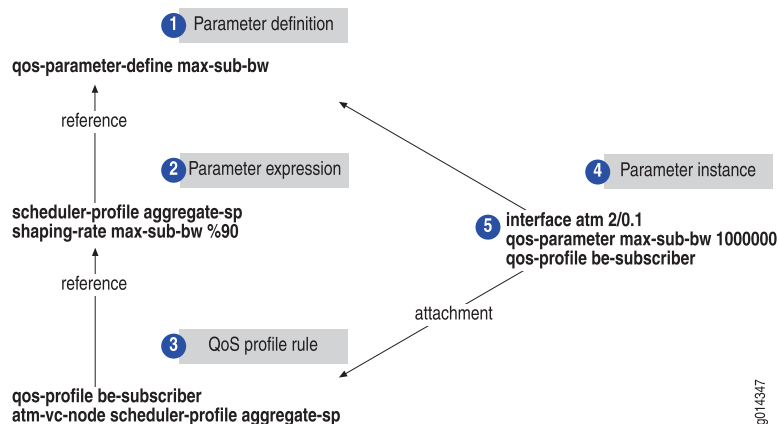 1 Parameter definition
qos-parameter-define max-sub-bw
reference
2 Parameter expression
scheduler-profile aggregate-sp
shaping-rate max-sub-bw %90
reference
3 QoS profile rule
qos-profile be-subscriber
atm-vc-node scheduler-profile aggregate-sp
4 Parameter instance
5 interface atm 2/0.1
qos-parameter max-sub-bw 1000000
qos-profile be-subscriber
attachment
g014347